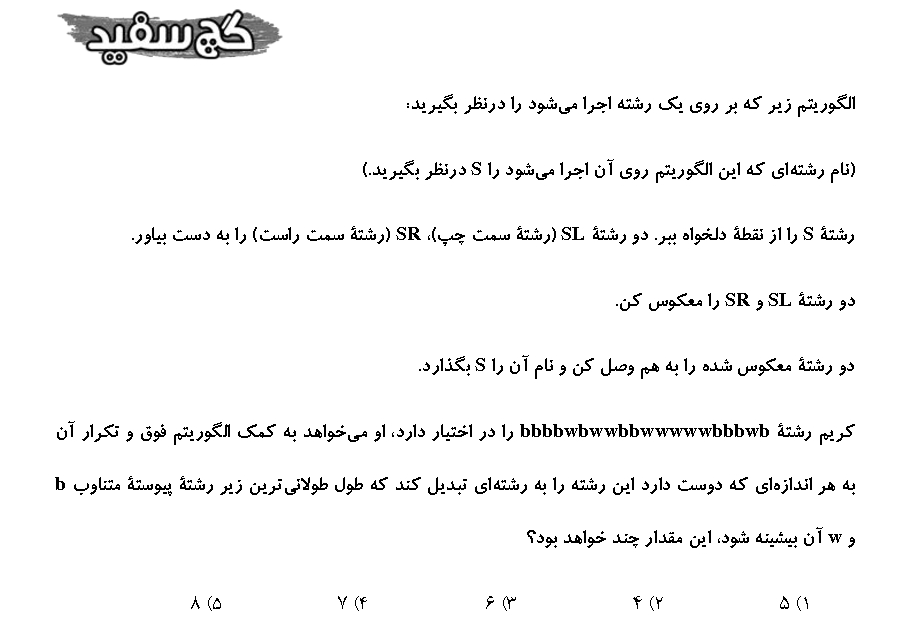 گچ سفید
الگوریتم زیر که بر روی یک رشته اجرا می‌شود را درنظر بگیرید:
(نام رشته‌ای که این الگوریتم روی آن اجرا می‌شود را S درنظر بگیرید.)
رشتهٔ S را از نقطهٔ دلخواه ببر. دو رشتهٔ SL (رشتهٔ سمت چپ)، SR (رشتهٔ سمت راست) را به دست بیاور.
دو رشتهٔ SL و SR را معکوس کن.
دو رشتهٔ معکوس شده را به هم وصل کن و نام آن را S بگذارد.
کریم رشتهٔ bbbbwbwwbbwwwwwbbbwb را در اختیار دارد، او می‌خواهد به کمک الگوریتم فوق و تکرار آن
به هر اندازه‌ای که دوست دارد این رشته را به رشته‌ای تبدیل کند که طول طولانی‌ترین زیر رشتهٔ پیوستهٔ متناوب b
و w آن بیشینه شود، این مقدار چند خواهد بود؟
۱) ۵ ۲) ۴ ۳) ۶ ۴) ۷ ۵) ۸